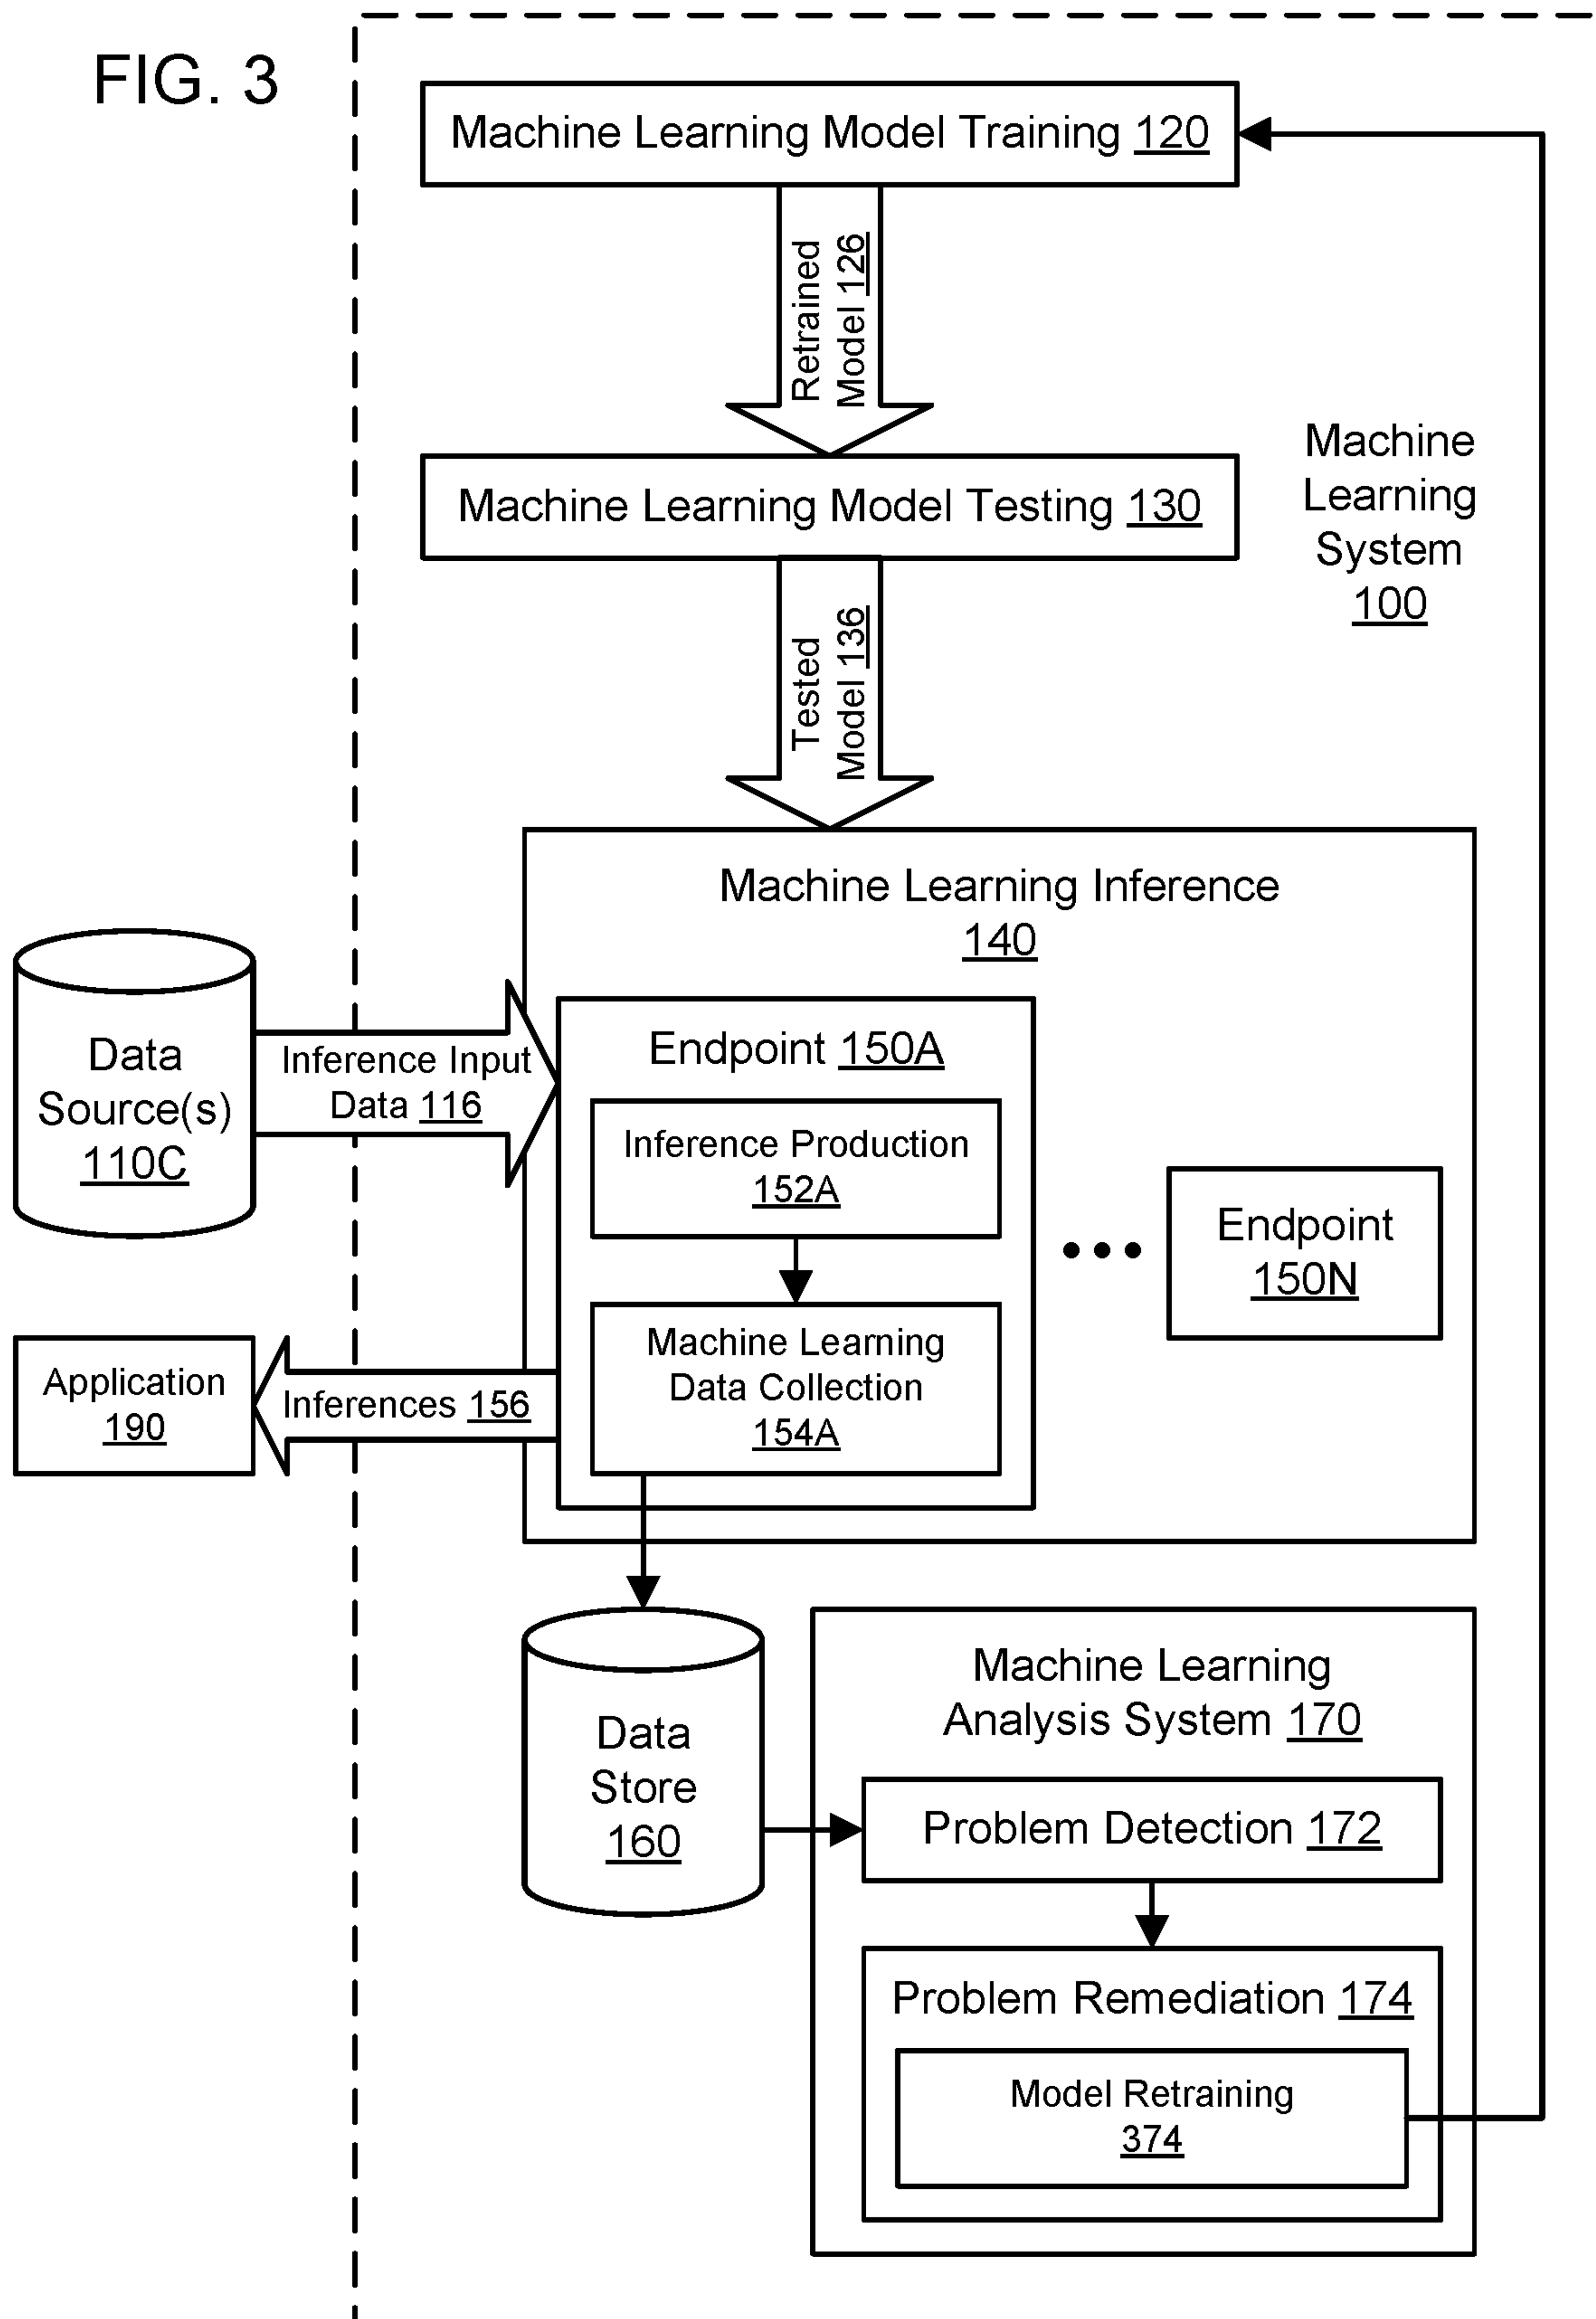 FIG. 3
Machine Learning Model Training 120
Retrained
Model 126
Machine Learning Model Testing 130
Machine
Learning
System
100
Tested
Model 136
Machine Learning Inference
140
Data
Source(s)
110C
Inference Input
Data 116
Endpoint 150A
Inference Production
152A
Machine Learning
Data Collection
154A
Endpoint
150N
Application
190
Inferences 156
Data
Store
160
Machine Learning
Analysis System 170
Problem Detection 172
Problem Remediation 174
Model Retraining
374